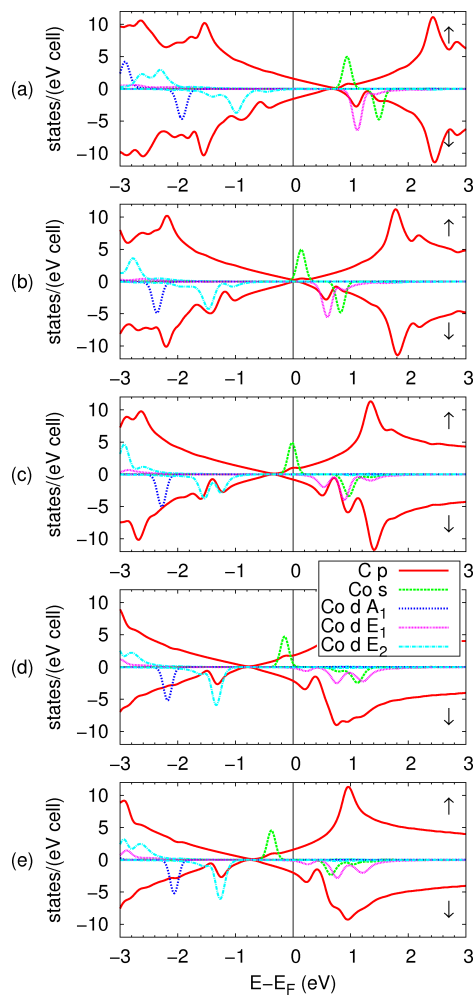 (a)
states/(eV cell)
10
5
0
−5
−10
↑
↓
−3 −2 −1 0 1 2 3
(b)
states/(eV cell)
10
5
0
−5
−10
↑
↓
−3 −2 −1 0 1 2 3
(c)
states/(eV cell)
10
5
0
−5
−10
↑
↓
−3 −2 −1 0 1 2 3
C p
Co s
Co d A1
Co d E1
Co d E2
(d)
states/(eV cell)
10
5
0
−5
−10
↓
−3 −2 −1 0 1 2 3
(e)
states/(eV cell)
10
5
0
−5
−10
↑
↓
−3 −2 −1 0 1 2 3
E−EF (eV)